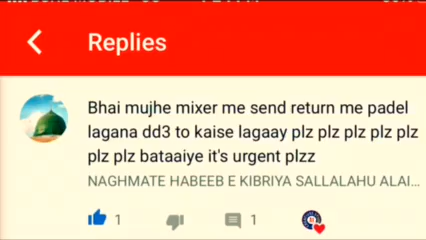 Replies
Bhai mujhe mixer me send return me padel
lagana dd3 to kaise lagaay plz plz plz plz plz
plz plz bataaiye it's urgent plzz
NAGHMATE HABEEB E KIBRIYA SALLALAHU ALAI...
1
1